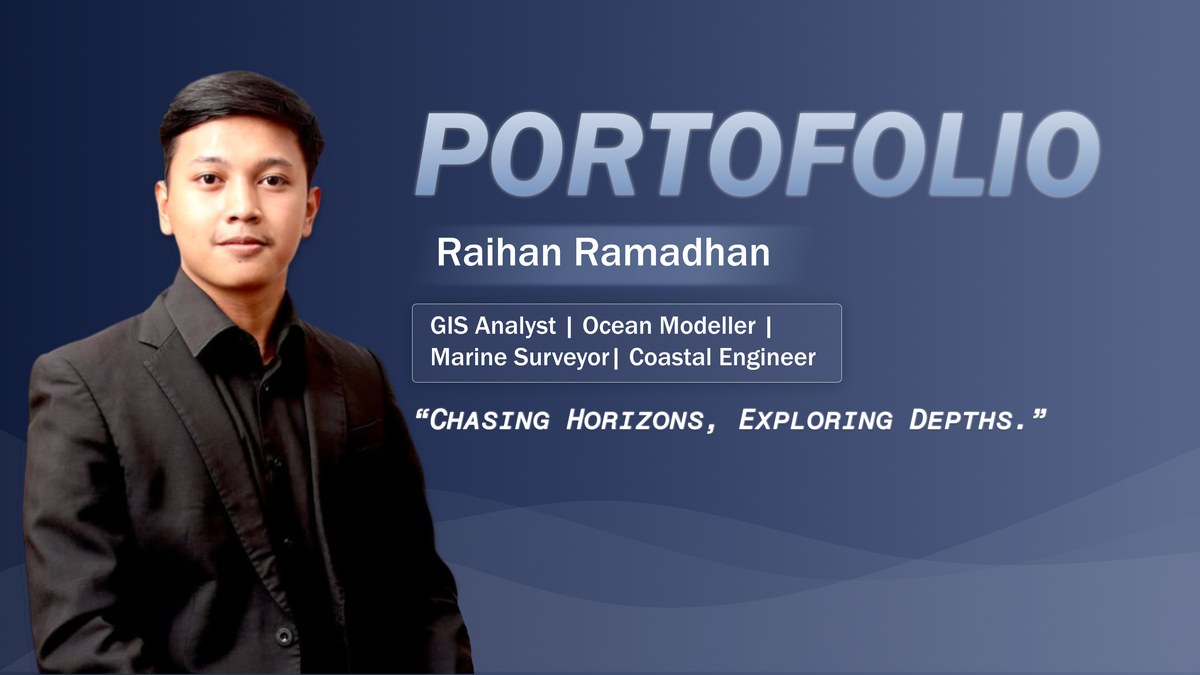 PORTOFOLIO
Raihan Ramadhan
GIS Analyst | Ocean Modeller |
Marine Surveyor| Coastal Engineer
“Chasing Horizons, Exploring Depths.”